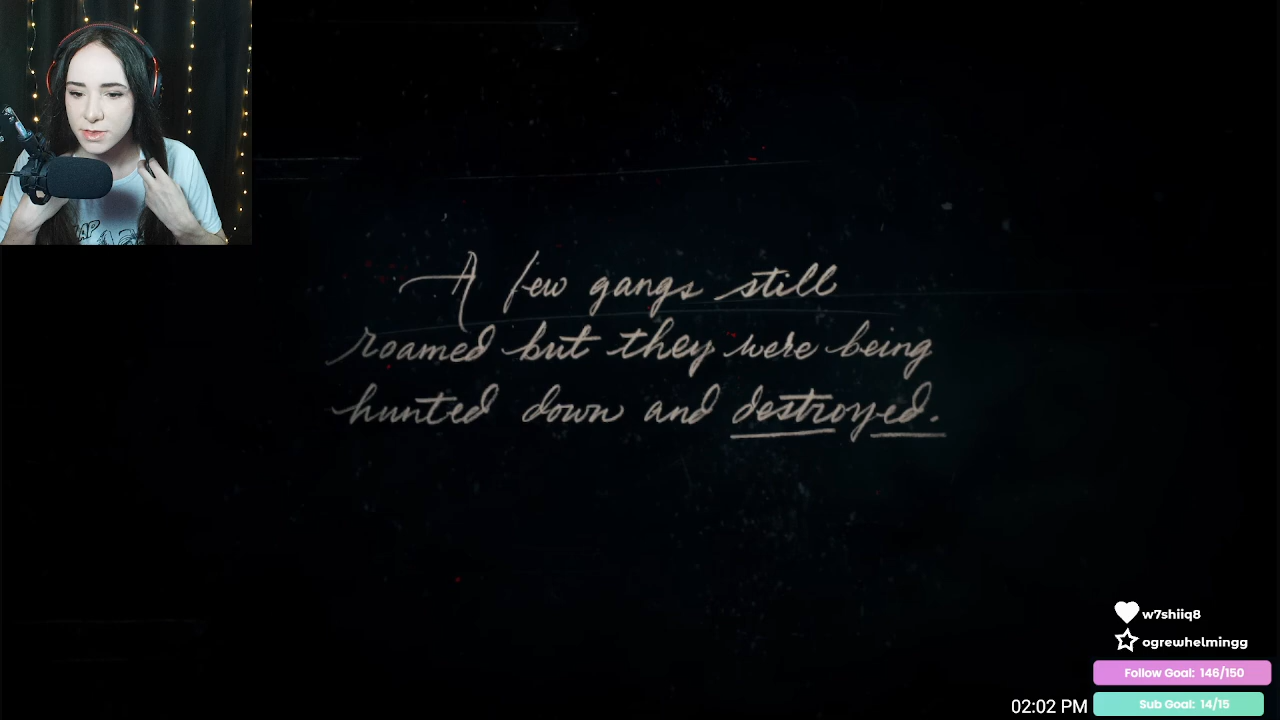 A few gangs still
roamed but they were being
hunted down and destroyed.
w7shiiq8
ogrewhelmingg
Follow Goal: 146/150
02:02 PM
Sub Goal: 14/15